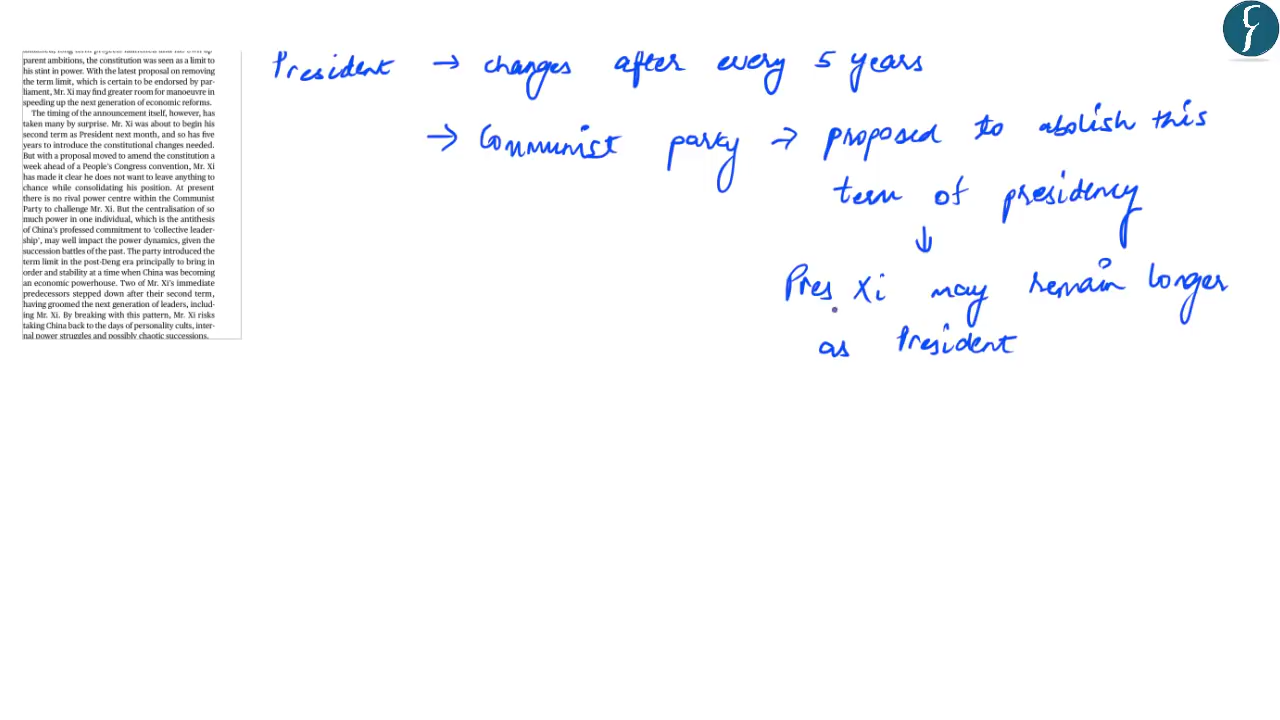 parent ambitions, the constitution was seen as a limit to
his stint in power. With the latest proposal on removing
the term limit, which is certain to be endorsed by par-
liament, Mr. Xi may find greater room for manoeuvre in
speeding up the next generation of economic reforms.
The timing of the announcement itself, however, has
taken many by surprise. Mr. Xi was about to begin his
second term as President next month, and so has five
years to introduce the constitutional changes needed.
But with a proposal moved to amend the constitution a
week ahead of a People's Congress convention, Mr. Xi
has made it clear he does not want to leave anything to
chance while consolidating his position. At present
there is no rival power centre within the Communist
Party to challenge Mr. Xi. But the centralisation of so
much power in one individual, which is the antithesis
of China's professed commitment to 'collective leader-
ship', may well impact the power dynamics, given the
succession battles of the past. The party introduced the
term limit in the post-Deng era principally to bring in
order and stability at a time when China was becoming
an economic powerhouse. Two of Mr. Xi's immediate
predecessors stepped down after their second term,
having groomed the next generation of leaders, includ-
ing Mr. Xi. By breaking with this pattern, Mr. Xi risks
taking China back to the days of personality cults, inter-
nal power struggles and possibly chaotic successions.
President → changes after every 5 years
→ Communist party → proposed to abolish this
term of presidency
↓
Pres Xi may remain longer
as President